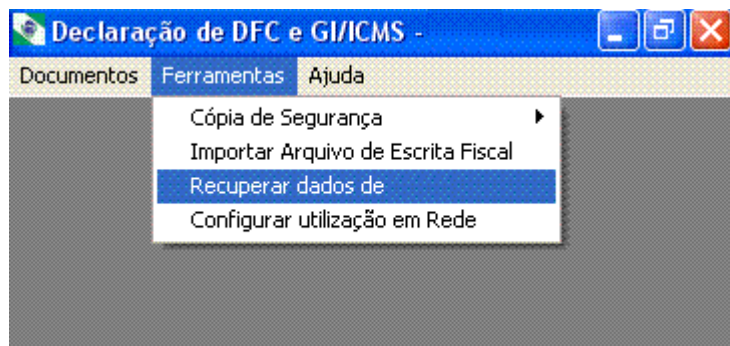 Declaração de DFC e GI/ICMS -
Documentos Ferramentas Ajuda
Cópia de Segurança
Importar Arquivo de Escrita Fiscal
Recuperar dados de
Configurar utilização em Rede